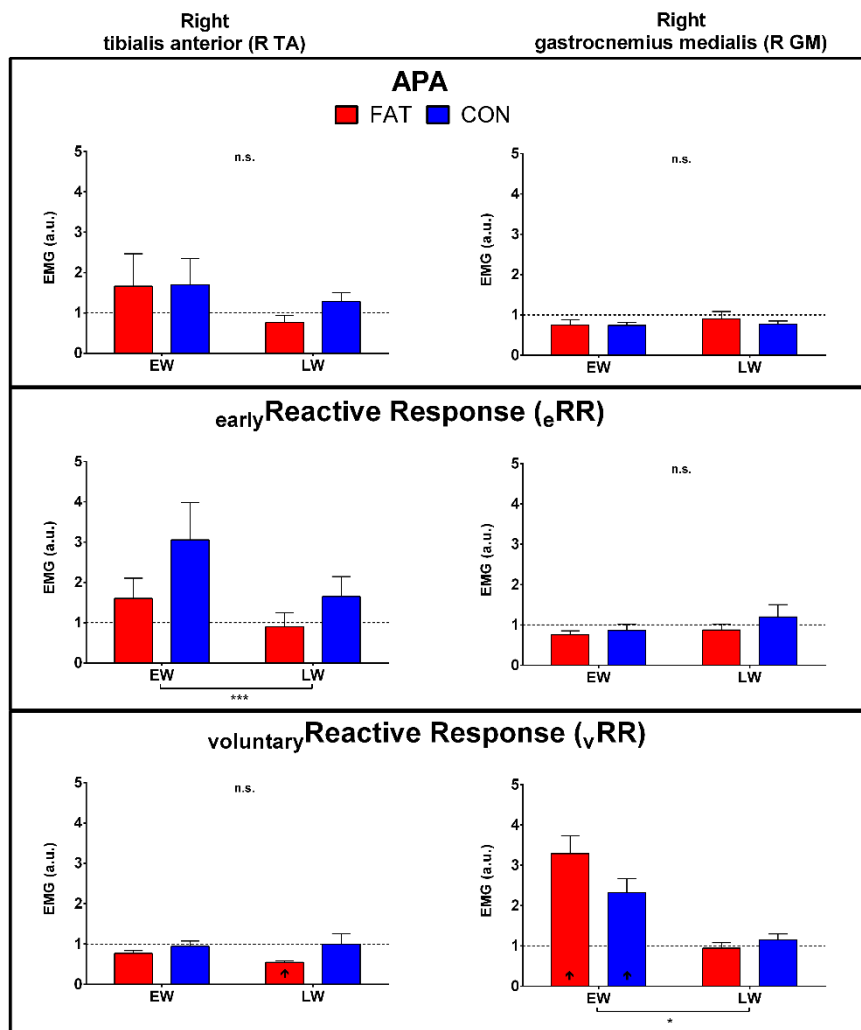 Right
tibialis anterior (R TA)
Right
gastrocnemius medialis (R GM)
APA
FAT CON
n.s.
EMG (a.u.)
5
4
3
2
1
0
EW LW
n.s.
EMG (a.u.)
5
4
3
2
1
0
EW LW
earlyReactive Response (eRR)
EMG (a.u.)
5
4
3
2
1
0
EW LW
***
n.s.
EMG (a.u.)
5
4
3
2
1
0
EW LW
voluntaryReactive Response (vRR)
n.s.
EMG (a.u.)
5
4
3
2
1
0
EW LW
EMG (a.u.)
5
4
3
2
1
0
EW LW
*